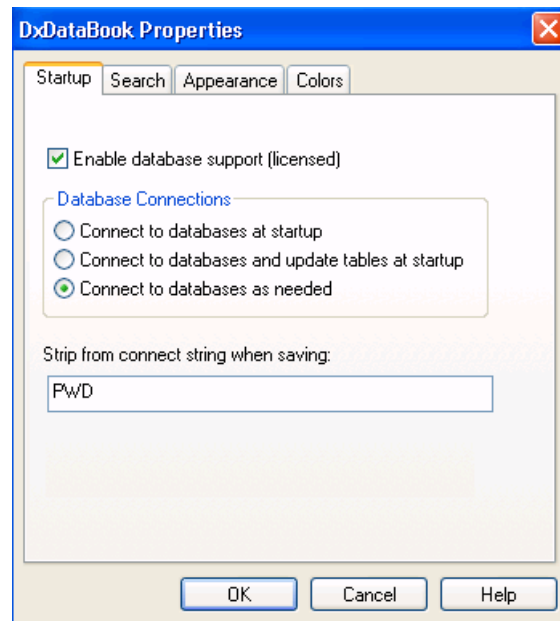 DxDataBook Properties
Startup Search Appearance Colors
Enable database support (licensed)
Database Connections
Connect to databases at startup
Connect to databases and update tables at startup
Connect to databases as needed
Strip from connect string when saving:
PWD
OK Cancel Help